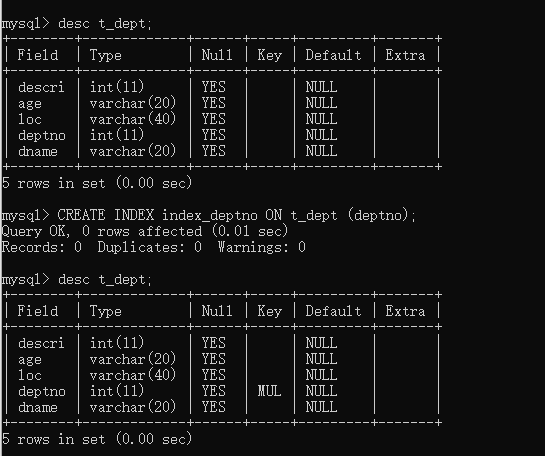 mysql> desc t_dept;
+--------+-------------+------+-----+---------+-------+
| Field  | Type        | Null | Key | Default | Extra |
+--------+-------------+------+-----+---------+-------+
| descri | int(11)     | YES  |     | NULL    |       |
| age    | varchar(20) | YES  |     | NULL    |       |
| loc    | varchar(40) | YES  |     | NULL    |       |
| deptno | int(11)     | YES  |     | NULL    |       |
| dname  | varchar(20) | YES  |     | NULL    |       |
+--------+-------------+------+-----+---------+-------+
5 rows in set (0.00 sec)
mysql> CREATE INDEX index_deptno ON t_dept (deptno);
Query OK, 0 rows affected (0.01 sec)
Records: 0  Duplicates: 0  Warnings: 0
mysql> desc t_dept;
+--------+-------------+------+-----+---------+-------+
| Field  | Type        | Null | Key | Default | Extra |
+--------+-------------+------+-----+---------+-------+
| descri | int(11)     | YES  |     | NULL    |       |
| age    | varchar(20) | YES  |     | NULL    |       |
| loc    | varchar(40) | YES  |     | NULL    |       |
| deptno | int(11)     | YES  | MUL | NULL    |       |
| dname  | varchar(20) | YES  |     | NULL    |       |
+--------+-------------+------+-----+---------+-------+
5 rows in set (0.00 sec)